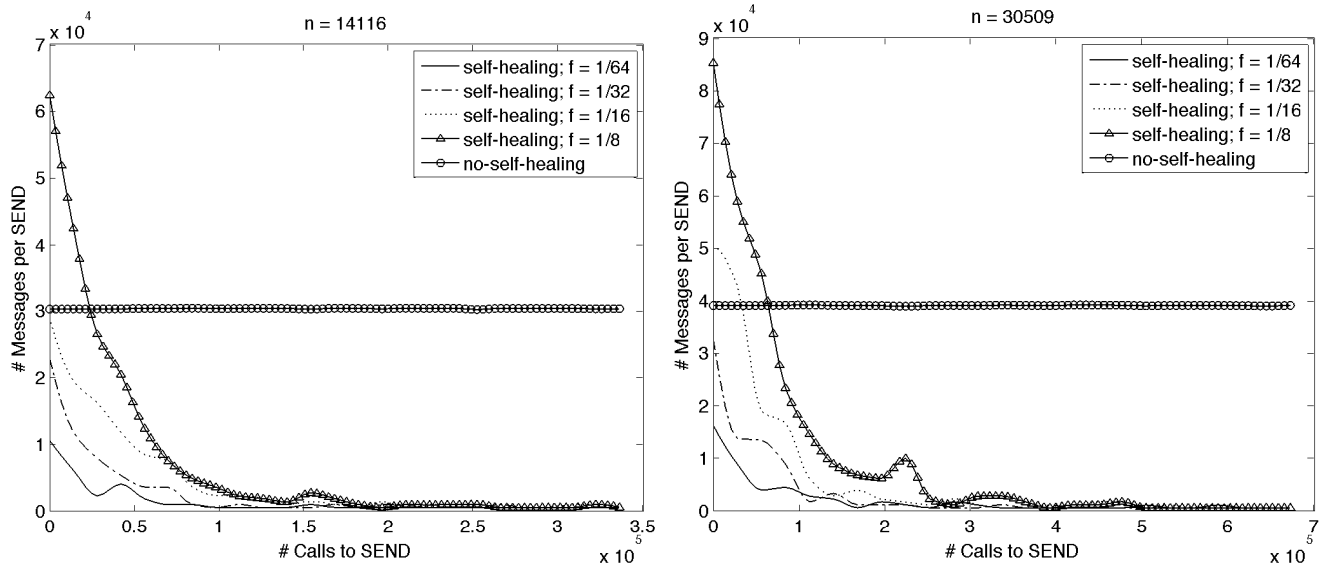 x 10^4
n = 14116
7
6
5
4
3
2
1
0
# Messages per SEND
self-healing; f = 1/64
self-healing; f = 1/32
self-healing; f = 1/16
self-healing; f = 1/8
no-self-healing
0 0.5 1 1.5 2 2.5 3 3.5
# Calls to SEND
x 10^5
x 10^4
n = 30509
9
8
7
6
5
4
3
2
1
0
# Messages per SEND
self-healing; f = 1/64
self-healing; f = 1/32
self-healing; f = 1/16
self-healing; f = 1/8
no-self-healing
0 1 2 3 4 5 6 7
# Calls to SEND
x 10^5